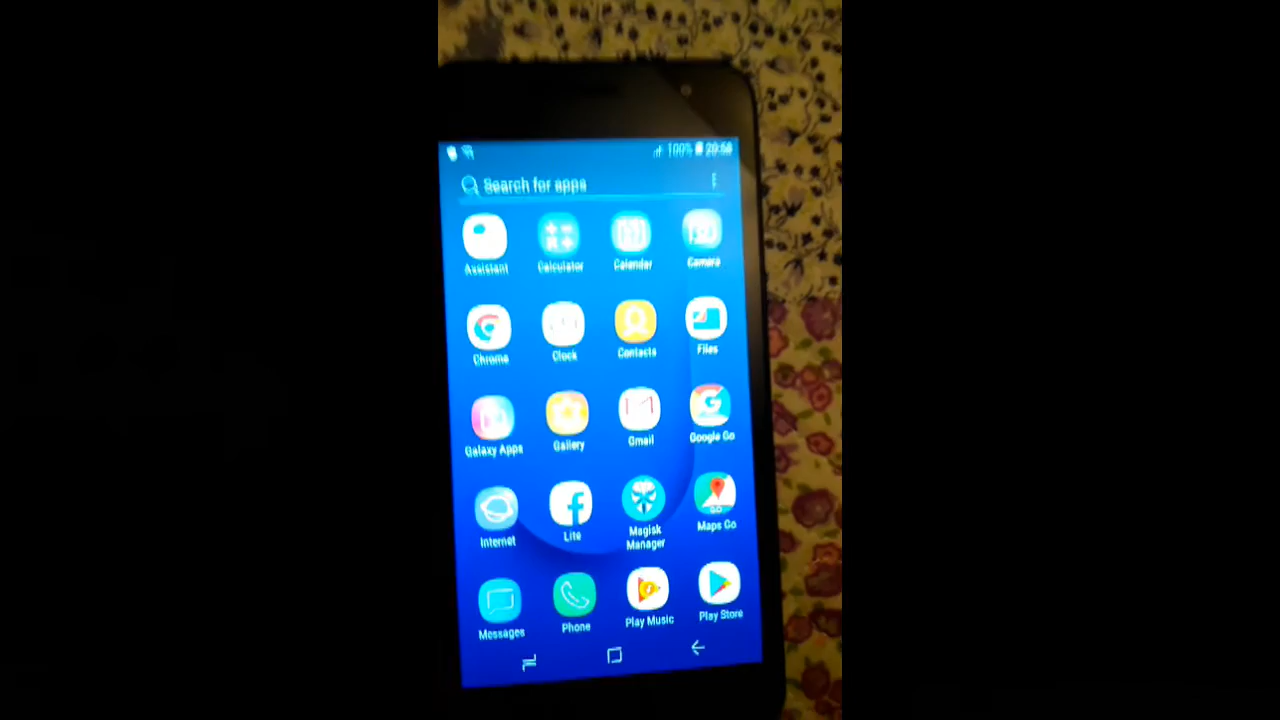 100% 20:58
Search for apps
Assistant Calculator Calendar Camera
Chrome Clock Contacts Files
Galaxy Apps Gallery Gmail Google Go
Internet Lite Magisk Manager Maps Go
Messages Phone Play Music Play Store